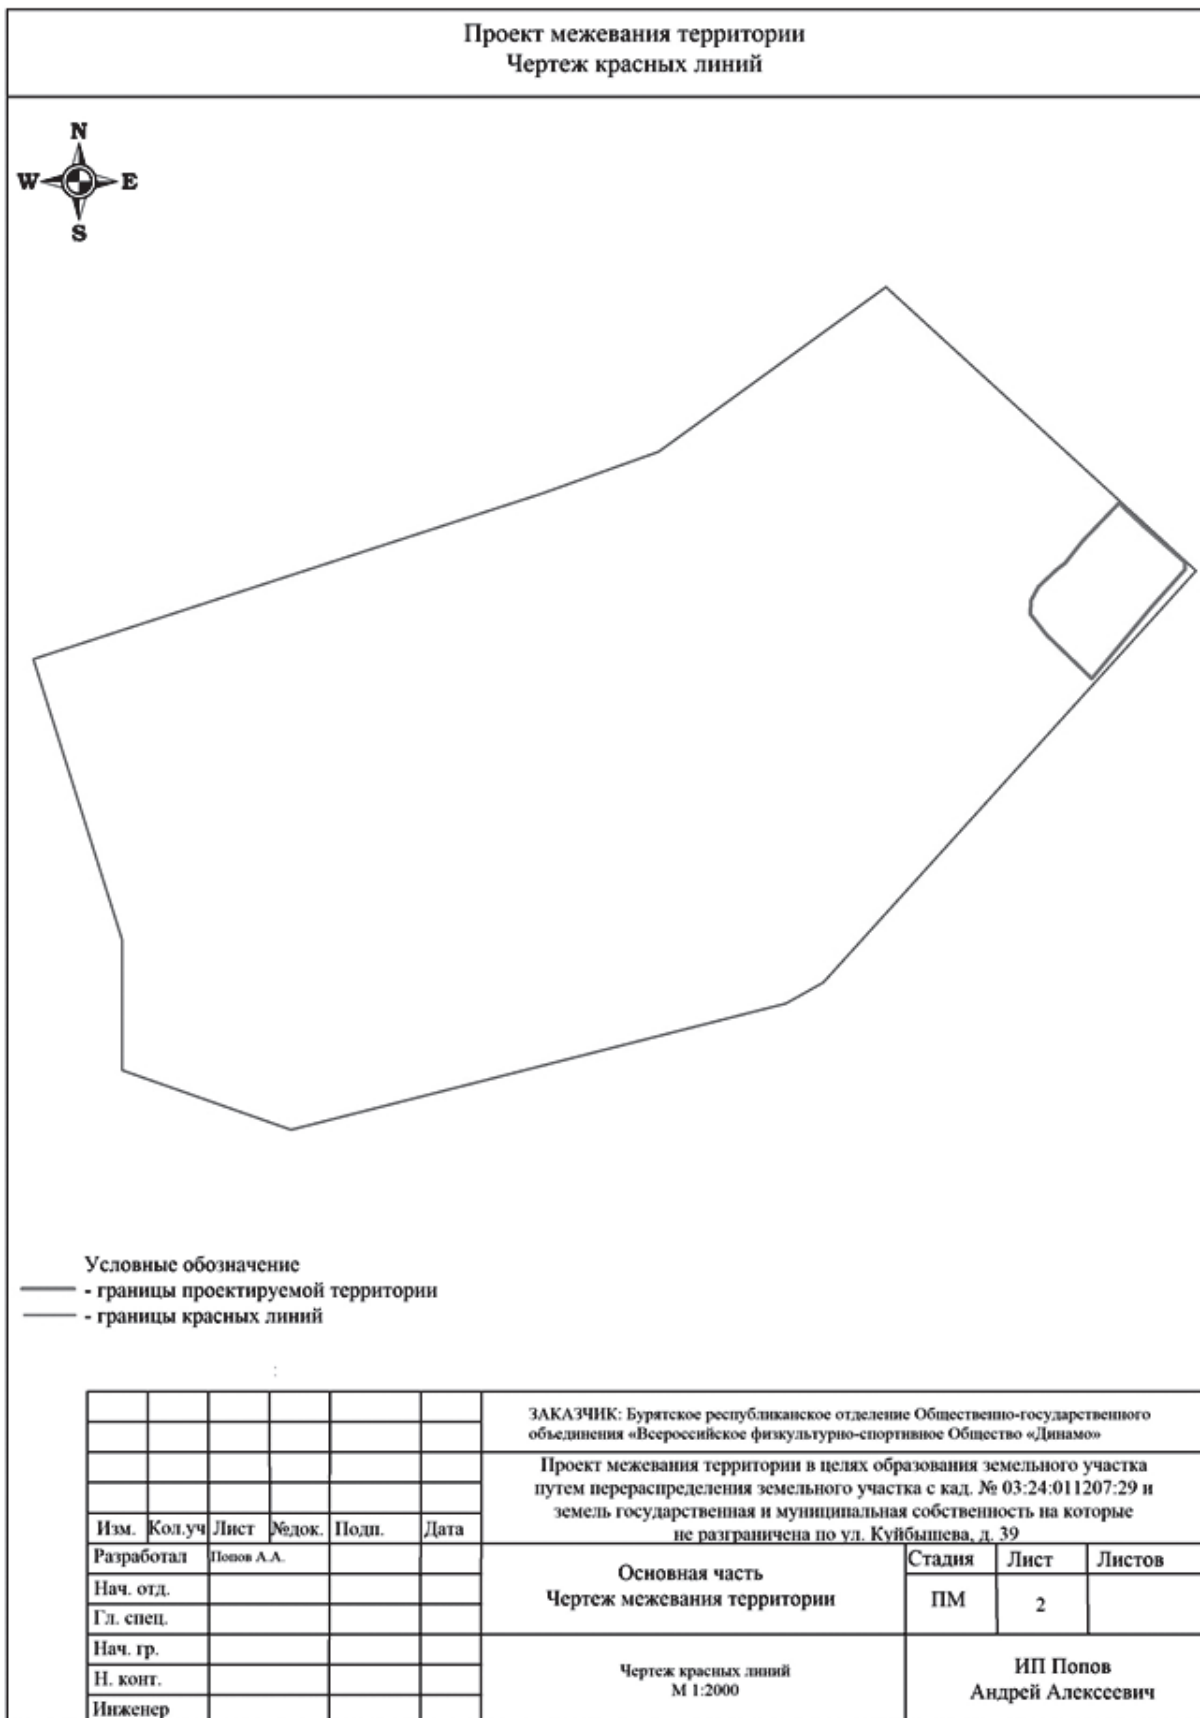 Проект межевания территории
Чертеж красных линий
N
W E
S
Условные обозначение
- границы проектируемой территории
- границы красных линий
ЗАКАЗЧИК: Бурятское республиканское отделение Общественно-государственного
объединения «Всероссийское физкультурно-спортивное Общество «Динамо»
Проект межевания территории в целях образования земельного участка
путем перераспределения земельного участка с кад. № 03:24:011207:29 и
земель государственная и муниципальная собственность на которые
не разграничена по ул. Куйбышева, д. 39
Изм. Кол.уч Лист №док. Подп. Дата
Разработал Попов А.А.
Нач. отд.
Гл. спец.
Нач. гр.
Н. конт.
Инженер
Основная часть
Чертеж межевания территории
Стадия Лист Листов
ПМ 2
Чертеж красных линий
М 1:2000
ИП Попов
Андрей Алексеевич